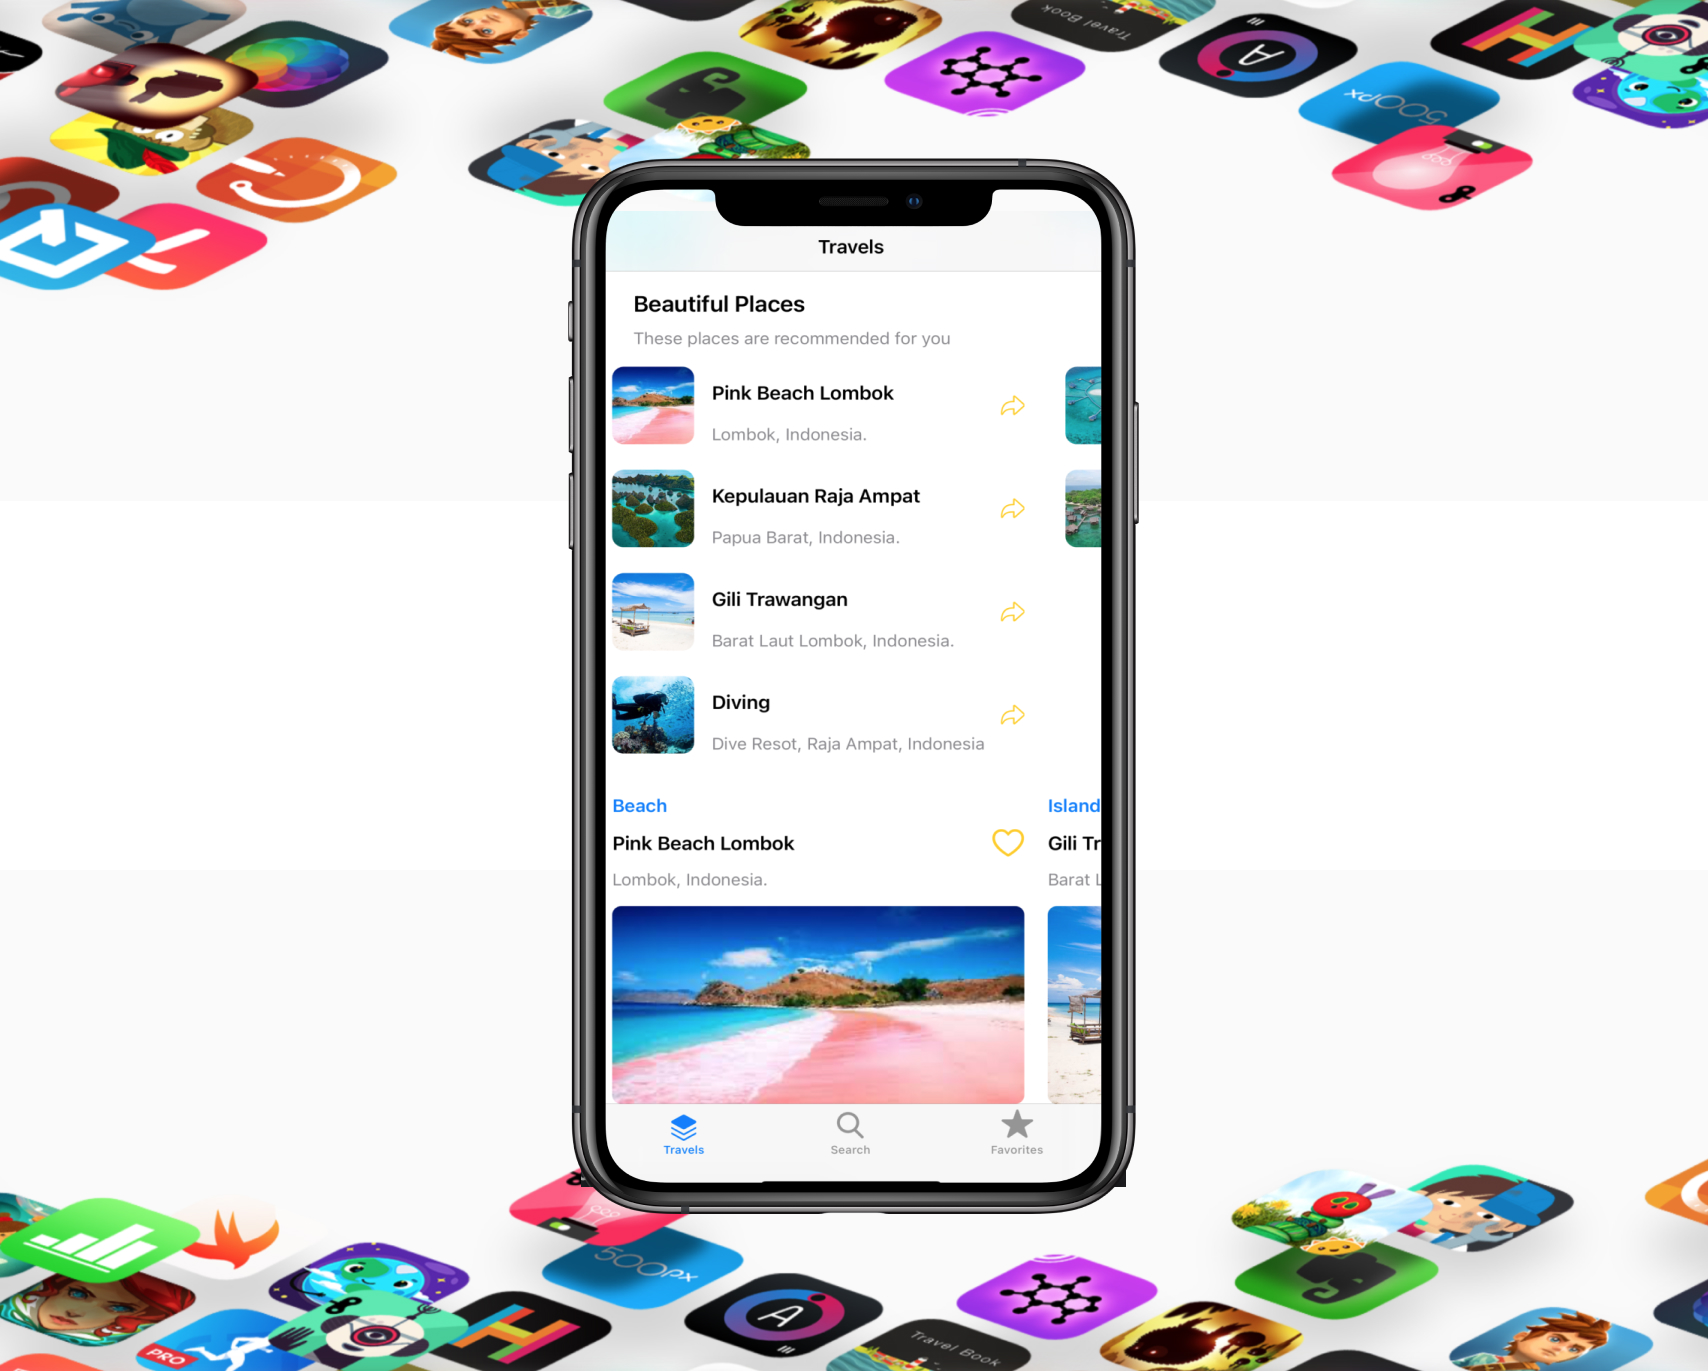 Travel Book
A
500px
Travels
Beautiful Places
These places are recommended for you
Pink Beach Lombok
Lombok, Indonesia.
Kepulauan Raja Ampat
Papua Barat, Indonesia.
Gili Trawangan
Barat Laut Lombok, Indonesia.
Diving
Dive Resot, Raja Ampat, Indonesia
Beach
Island
Pink Beach Lombok
Gili Tr
Lombok, Indonesia.
Barat L
Travels
Search
Favorites
500px
A
Travel Book
PRO